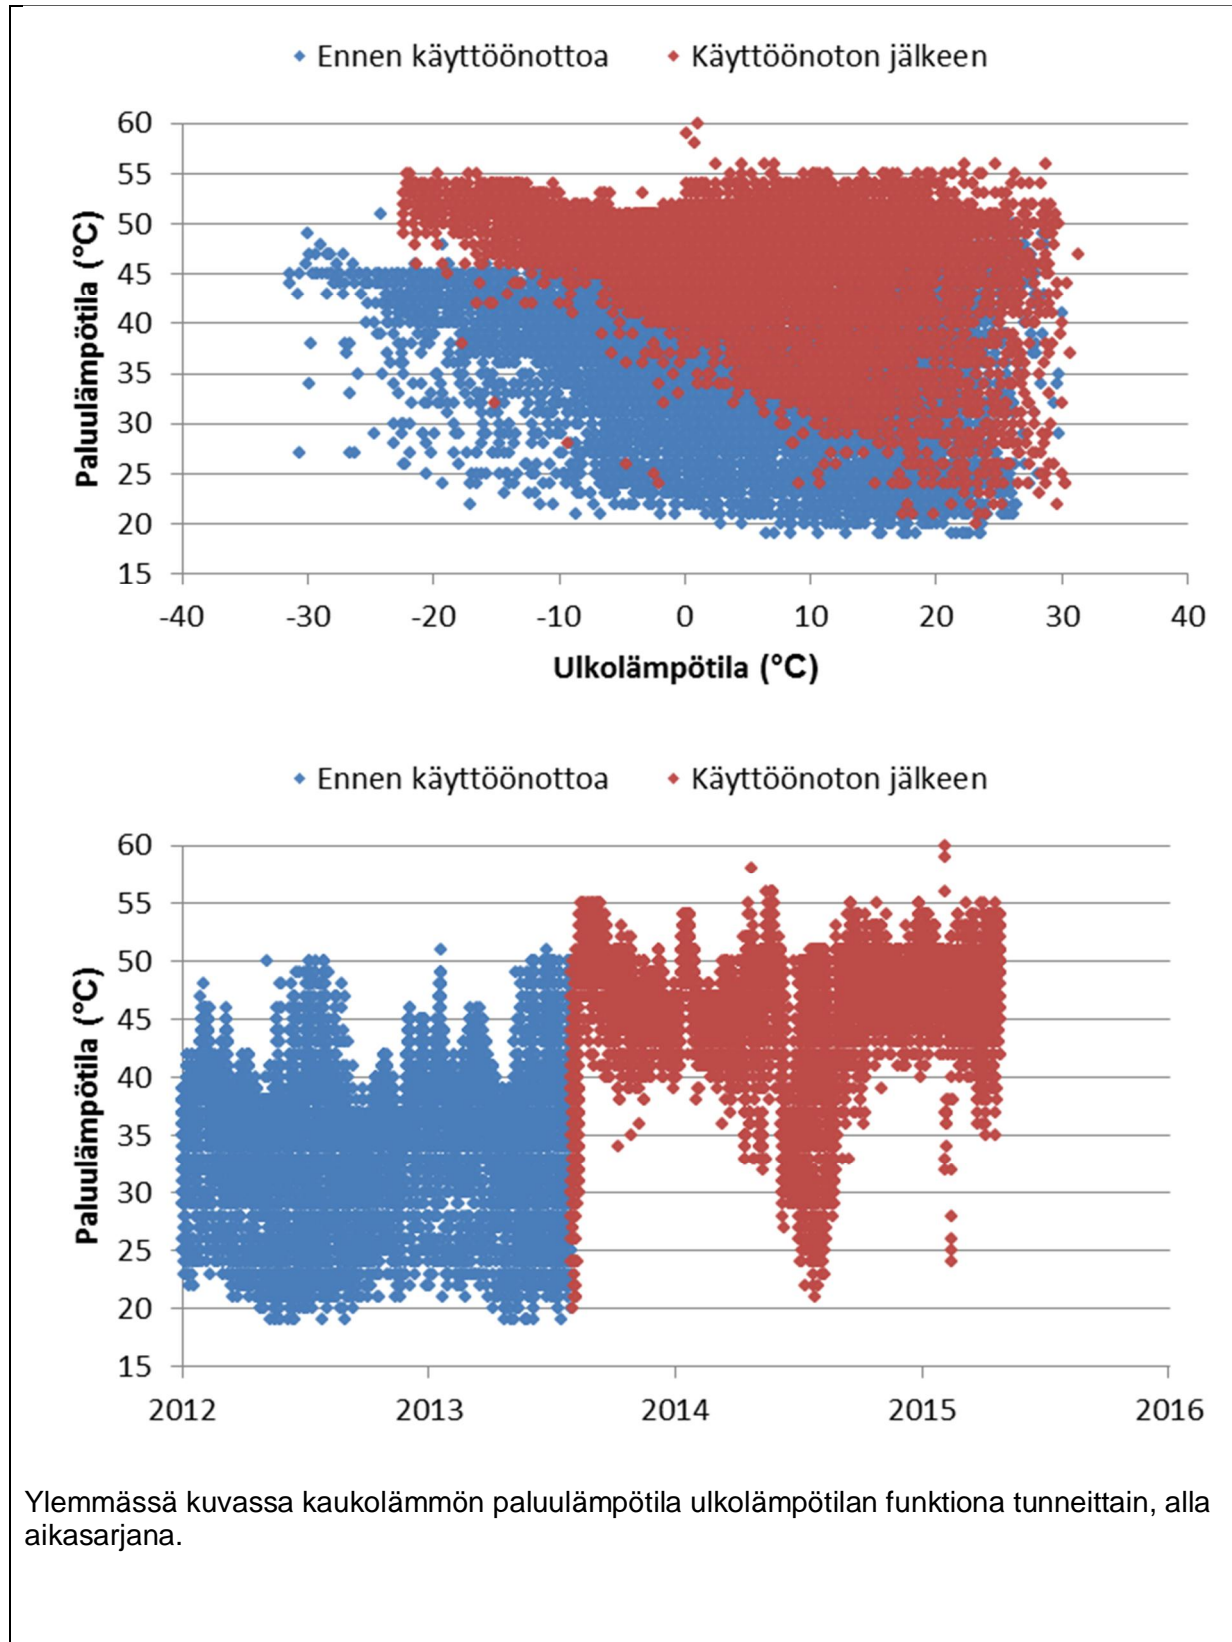 Ennen käyttöönottoa Käyttöönoton jälkeen
60
55
50
45
40
35
30
25
20
15
Paluulämpötila (°C)
-40 -30 -20 -10 0 10 20 30 40
Ulkolämpötila (°C)
Ennen käyttöönottoa Käyttöönoton jälkeen
60
55
50
45
40
35
30
25
20
15
Paluulämpötila (°C)
2012 2013 2014 2015 2016
Ylemmässä kuvassa kaukolämmön paluulämpötila ulkolämpötilan funktiona tunneittain, alla
aikasarjana.